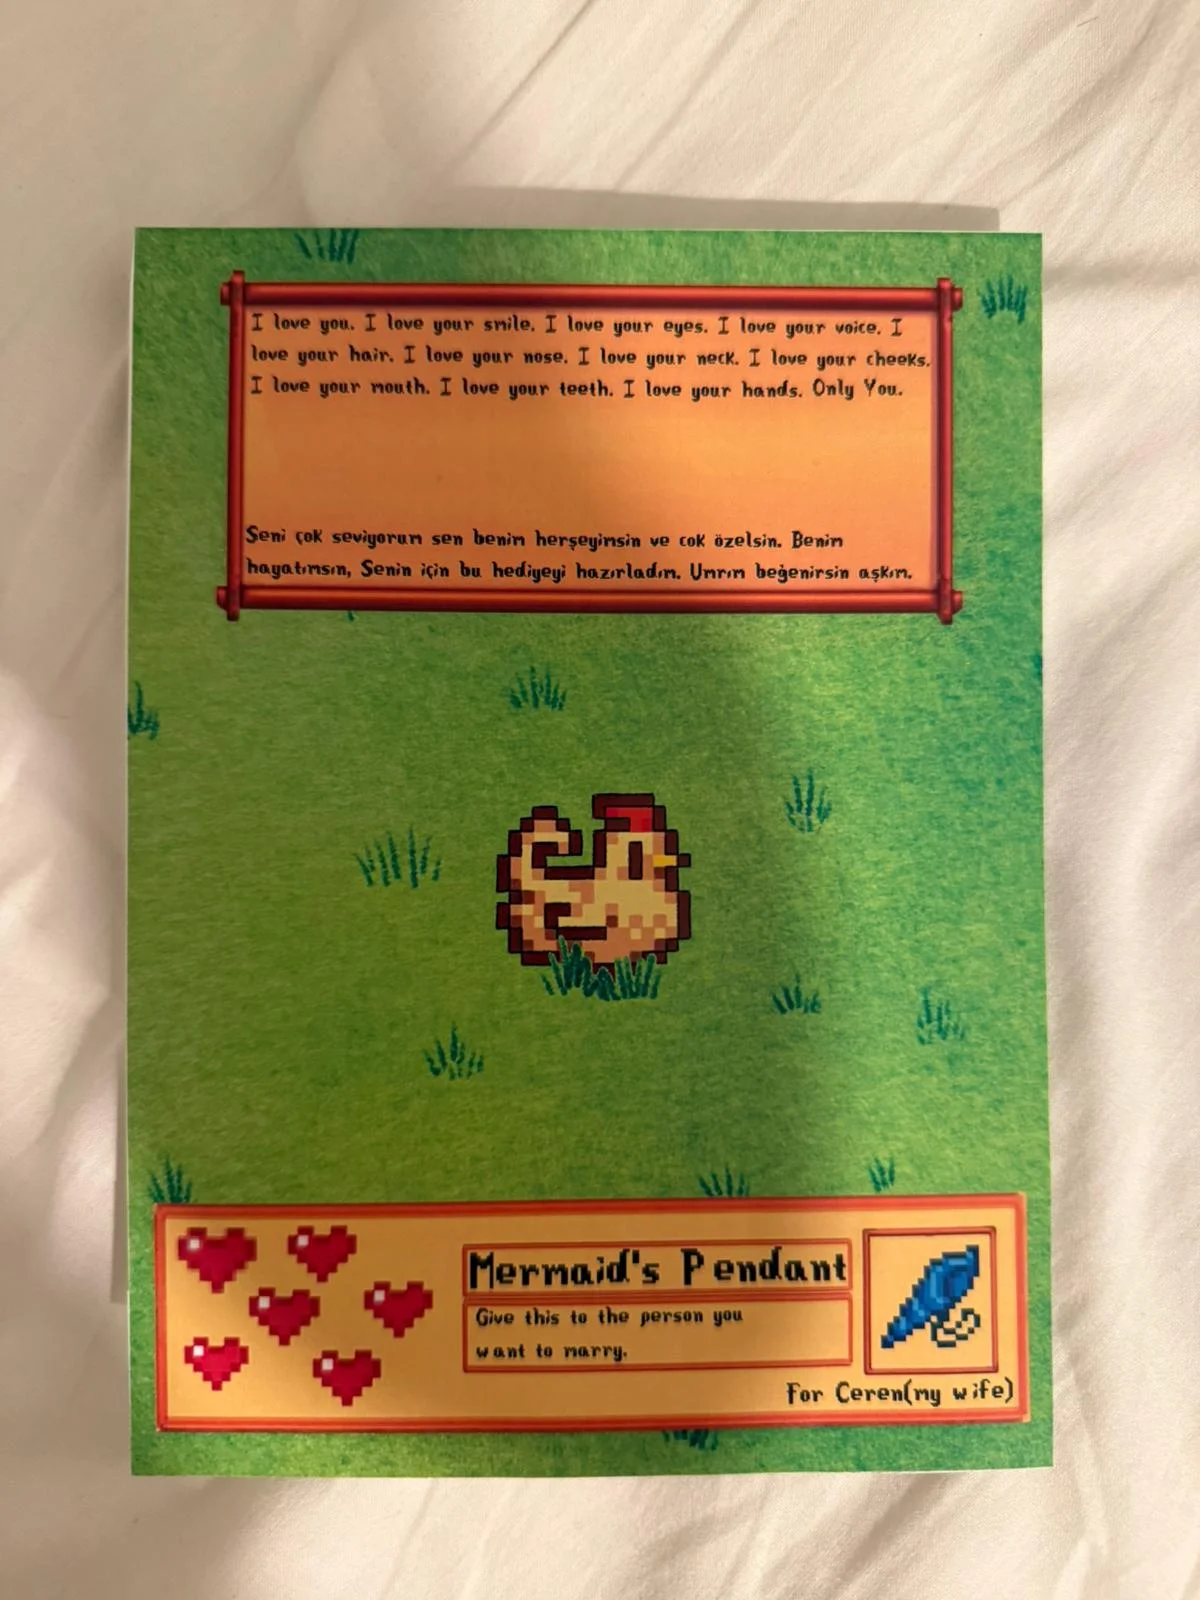 I love you. I love your smile. I love your eyes. I love your voice. I
love your hair. I love your nose. I love your neck. I love your cheeks.
I love your mouth. I love your teeth. I love your hands. Only You.
Seni çok seviyorum sen benim herşeyimsin ve cok özelsin. Benim
hayatımsın, Senin için bu hediyeyi hazırladım. Umrım beğenirsin aşkım.
Mermaid's Pendant
Give this to the person you
want to marry.
For Ceren(my wife)